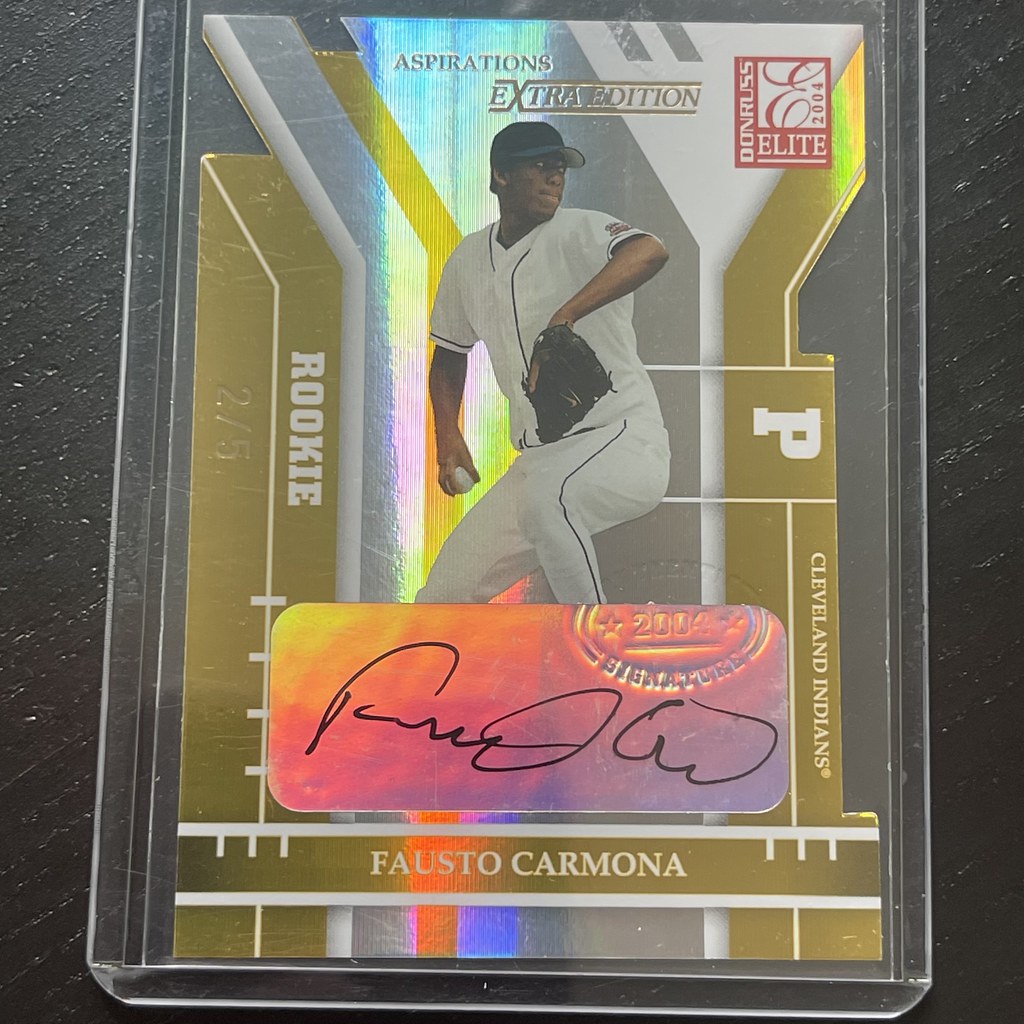 ASPIRATIONS
EXTRA EDITION
DONRUSS
ELITE
2004
ROOKIE
2/5
P
CLEVELAND INDIANS®
★ 2004 ★
SIGNATURE
FAUSTO CARMONA